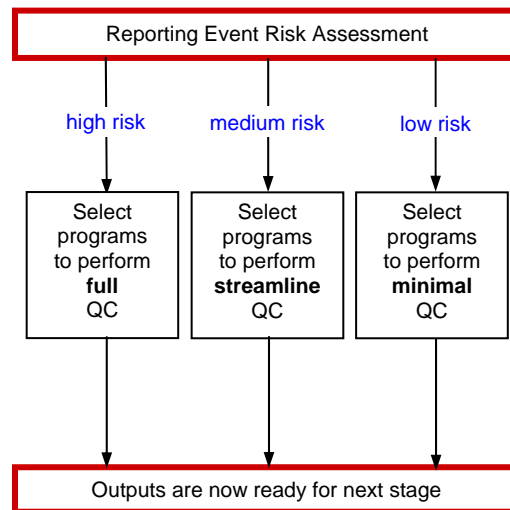 Reporting Event Risk Assessment
high risk
medium risk
low risk
Select
programs
to perform
full
QC
Select
programs
to perform
streamline
QC
Select
programs
to perform
minimal
QC
Outputs are now ready for next stage